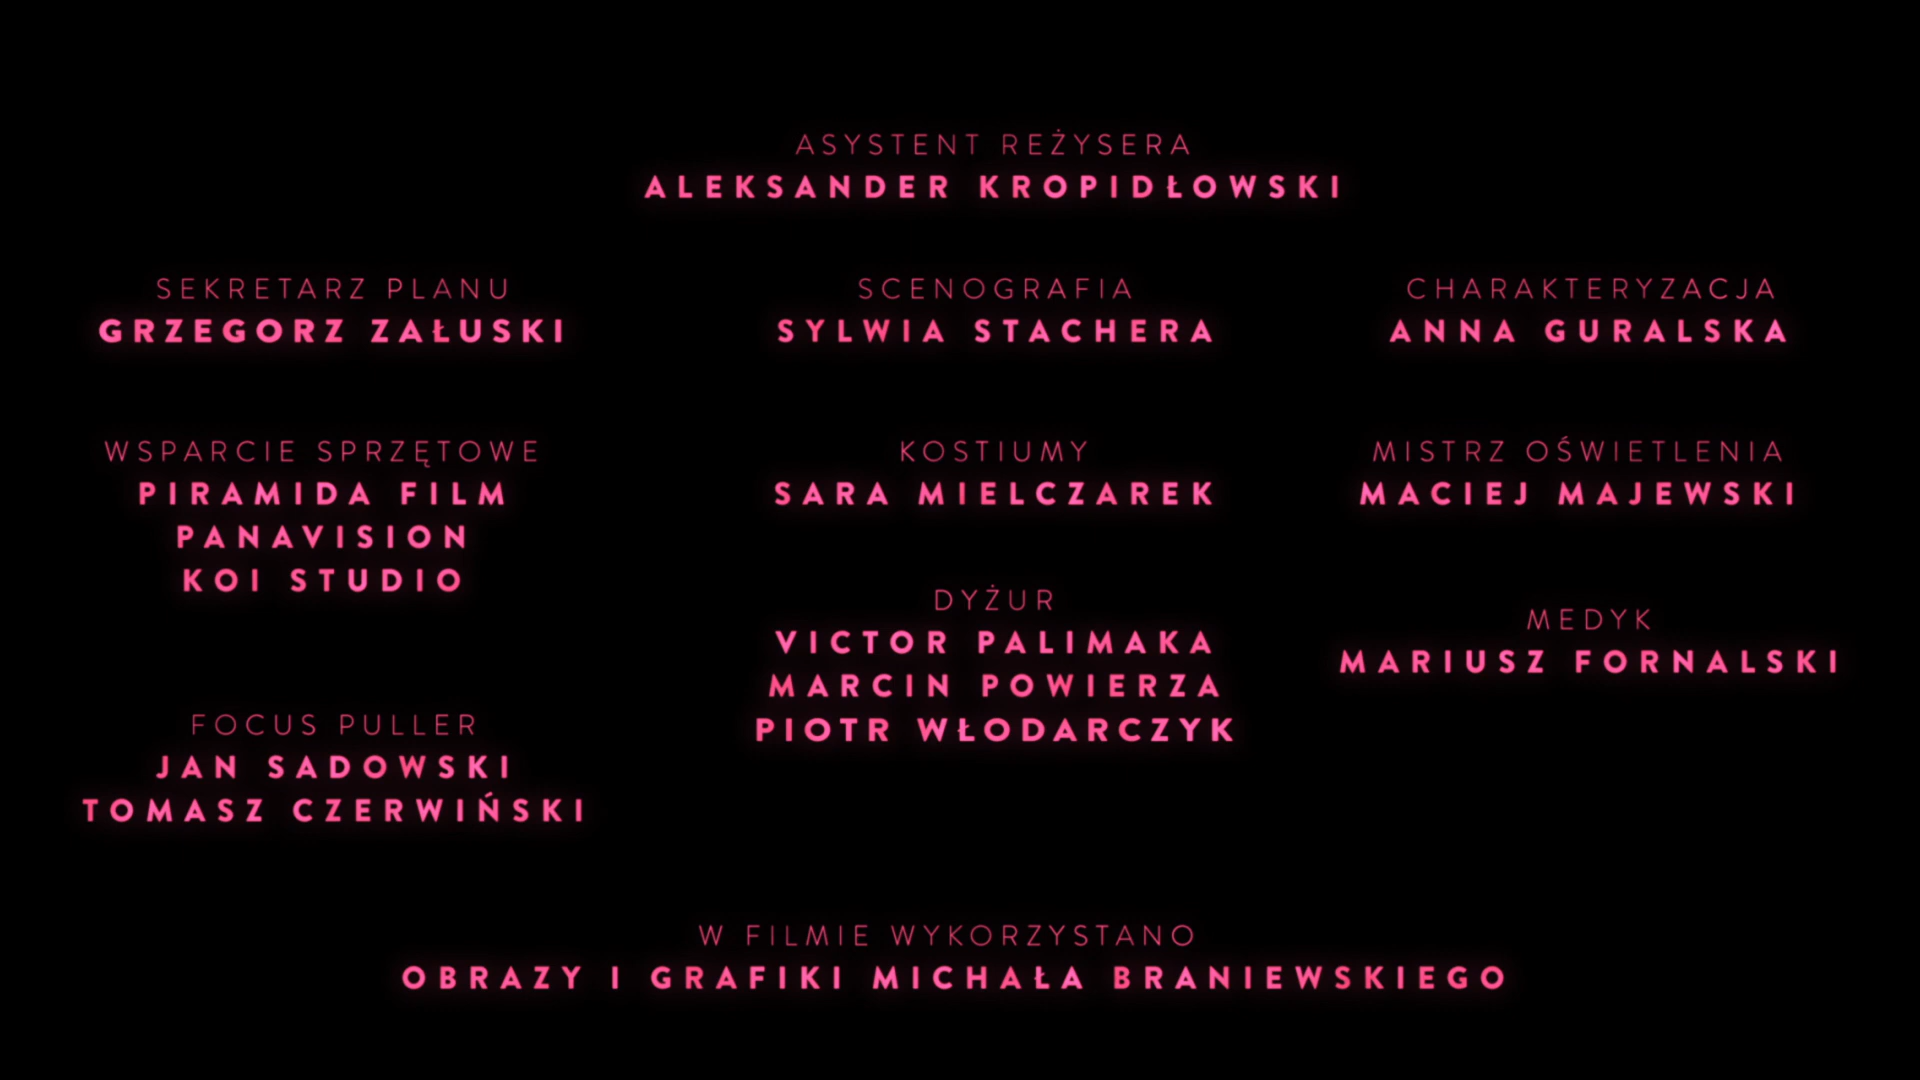 ASYSTENT REŻYSERA
ALEKSANDER KROPIDŁOWSKI
SEKRETARZ PLANU
GRZEGORZ ZAŁUSKI
SCENOGRAFIA
SYLWIA STACHERA
CHARAKTERYZACJA
ANNA GURALSKA
WSPARCIE SPRZĘTOWE
PIRAMIDA FILM
PANAVISION
KOI STUDIO
KOSTIUMY
SARA MIELCZAREK
MISTRZ OŚWIETLENIA
MACIEJ MAJEWSKI
DYŻUR
VICTOR PALIMAKA
MARCIN POWIERZA
PIOTR WŁODARCZYK
MEDYK
MARIUSZ FORNALSKI
FOCUS PULLER
JAN SADOWSKI
TOMASZ CZERWIŃSKI
W FILMIE WYKORZYSTANO
OBRAZY I GRAFIKI MICHAŁA BRANIEWSKIEGO